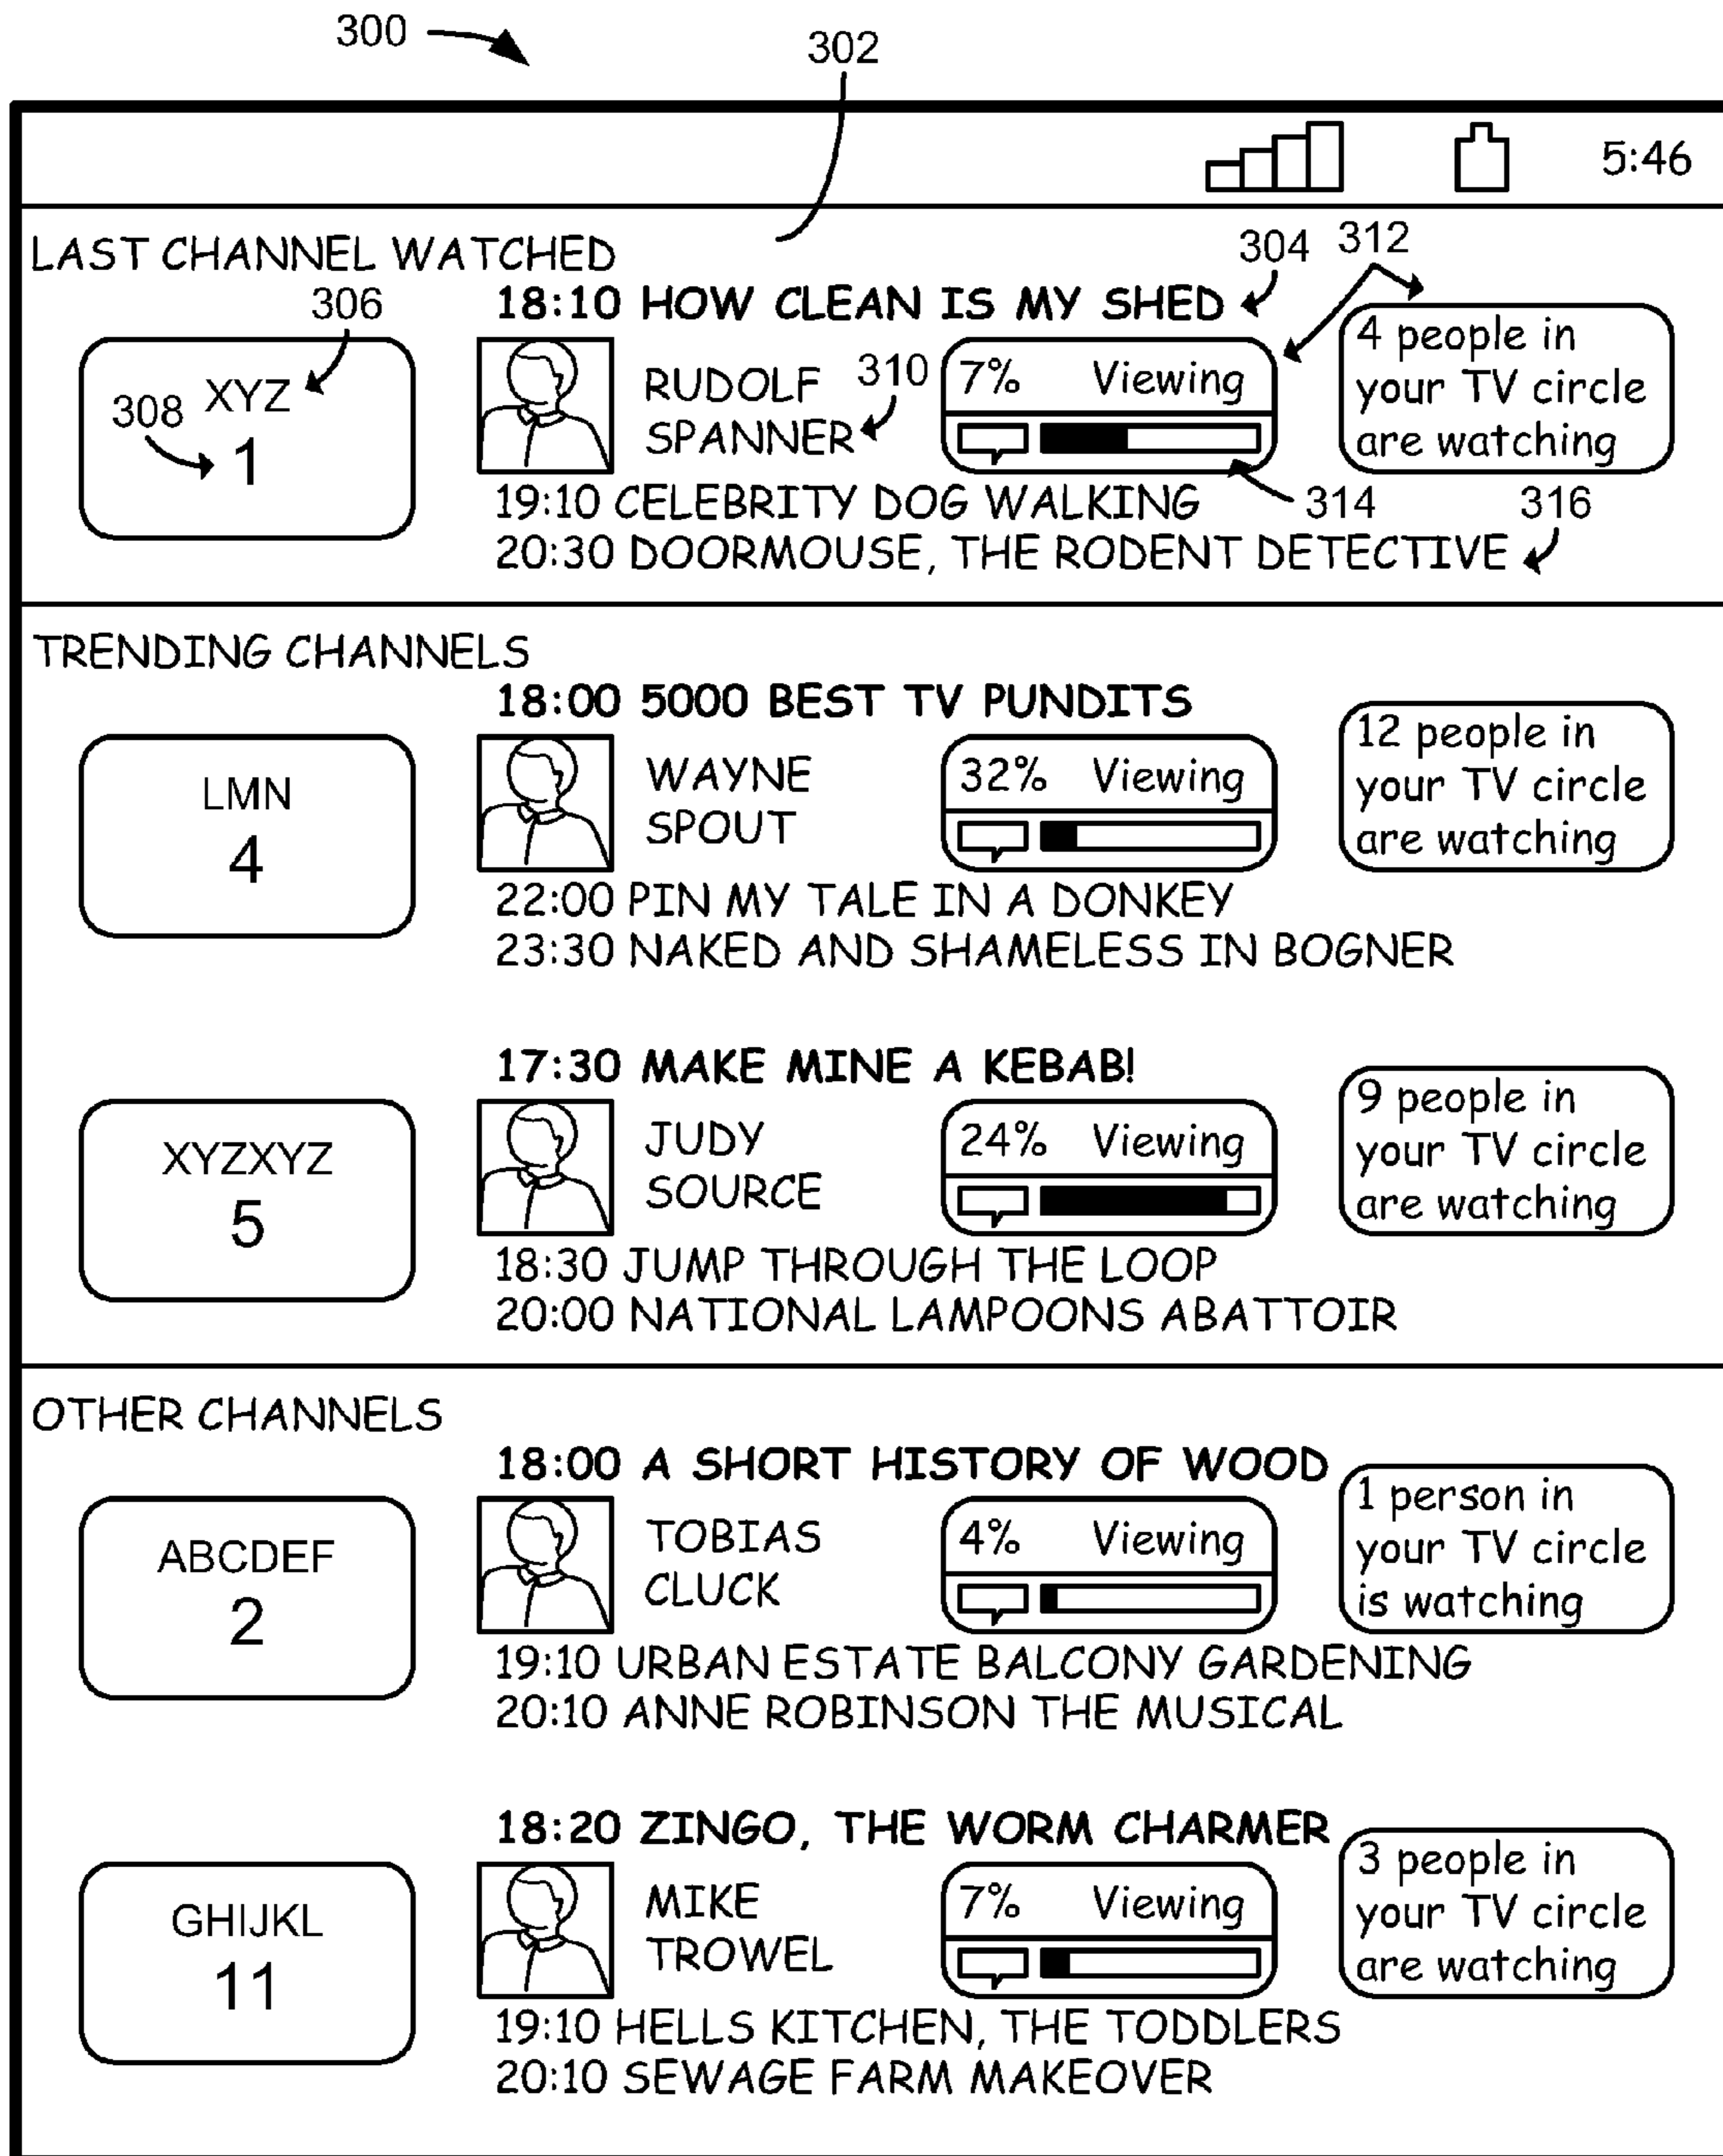 300
302
5:46
LAST CHANNEL WATCHED
304
312
306
18:10 HOW CLEAN IS MY SHED
XYZ
308
1
RUDOLF
SPANNER
310
7% Viewing
4 people in
your TV circle
are watching
19:10 CELEBRITY DOG WALKING
314
316
20:30 DOORMOUSE, THE RODENT DETECTIVE
TRENDING CHANNELS
18:00 5000 BEST TV PUNDITS
LMN
4
WAYNE
SPOUT
32% Viewing
12 people in
your TV circle
are watching
22:00 PIN MY TALE IN A DONKEY
23:30 NAKED AND SHAMELESS IN BOGNER
17:30 MAKE MINE A KEBAB!
XYZXYZ
5
JUDY
SOURCE
24% Viewing
9 people in
your TV circle
are watching
18:30 JUMP THROUGH THE LOOP
20:00 NATIONAL LAMPOONS ABATTOIR
OTHER CHANNELS
18:00 A SHORT HISTORY OF WOOD
ABCDEF
2
TOBIAS
CLUCK
4% Viewing
1 person in
your TV circle
is watching
19:10 URBAN ESTATE BALCONY GARDENING
20:10 ANNE ROBINSON THE MUSICAL
18:20 ZINGO, THE WORM CHARMER
GHIJKL
11
MIKE
TROWEL
7% Viewing
3 people in
your TV circle
are watching
19:10 HELLS KITCHEN, THE TODDLERS
20:10 SEWAGE FARM MAKEOVER